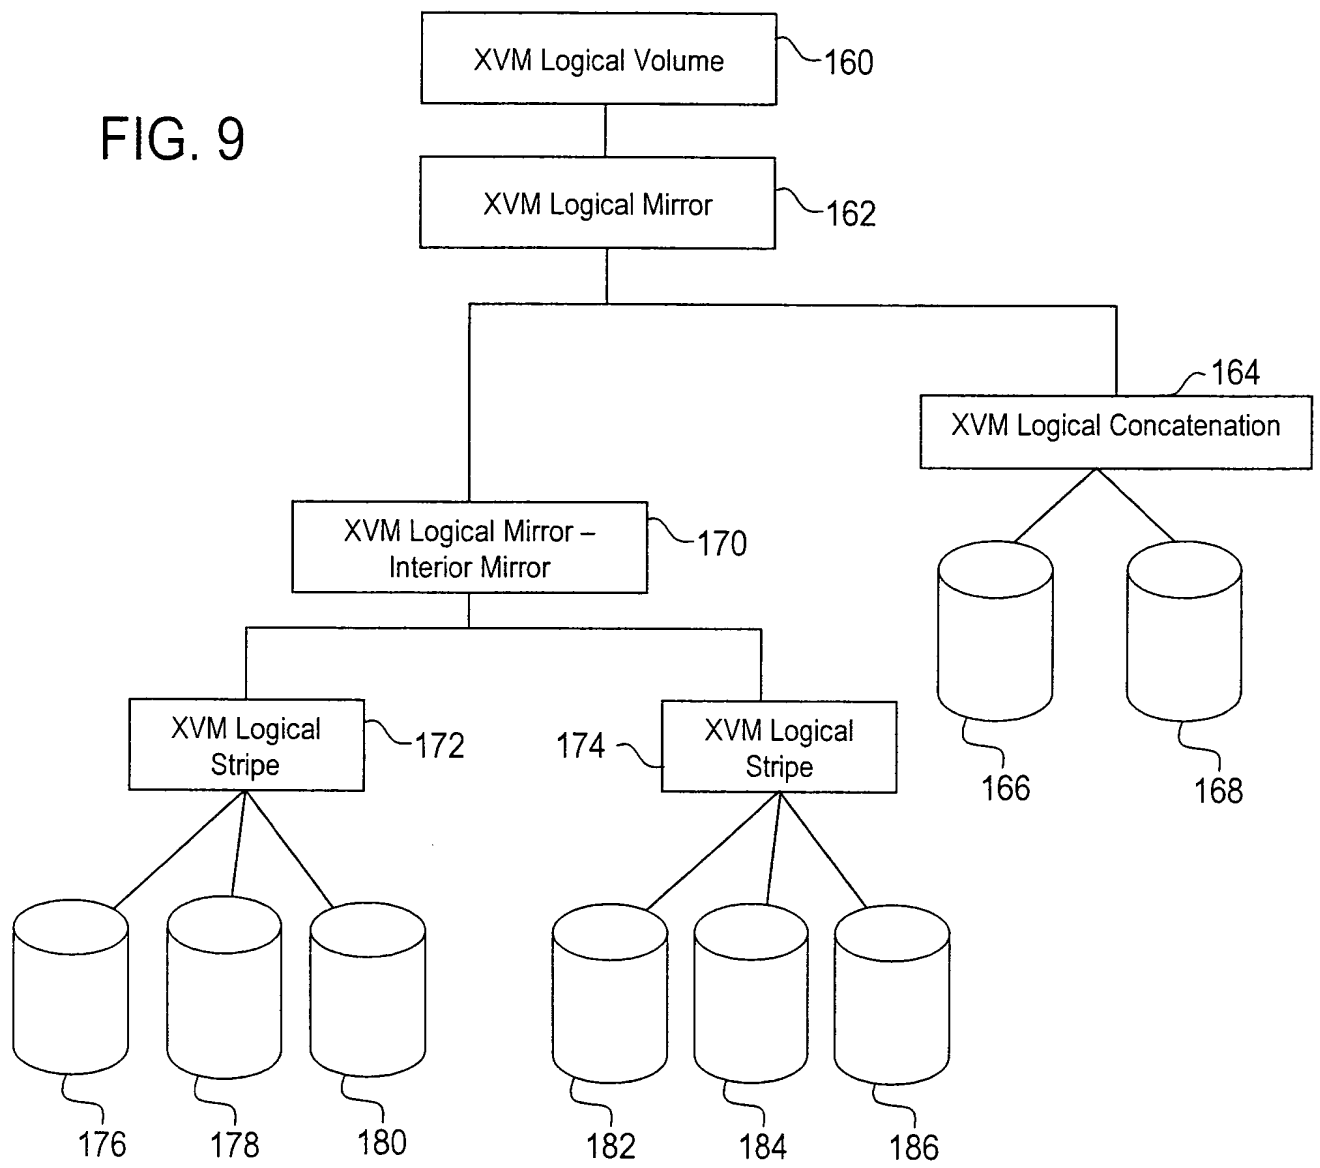 XVM Logical Volume
160
FIG. 9
XVM Logical Mirror
162
164
XVM Logical Concatenation
XVM Logical Mirror –
Interior Mirror
170
XVM Logical
Stripe
172
174
XVM Logical
Stripe
166
168
176
178
180
182
184
186